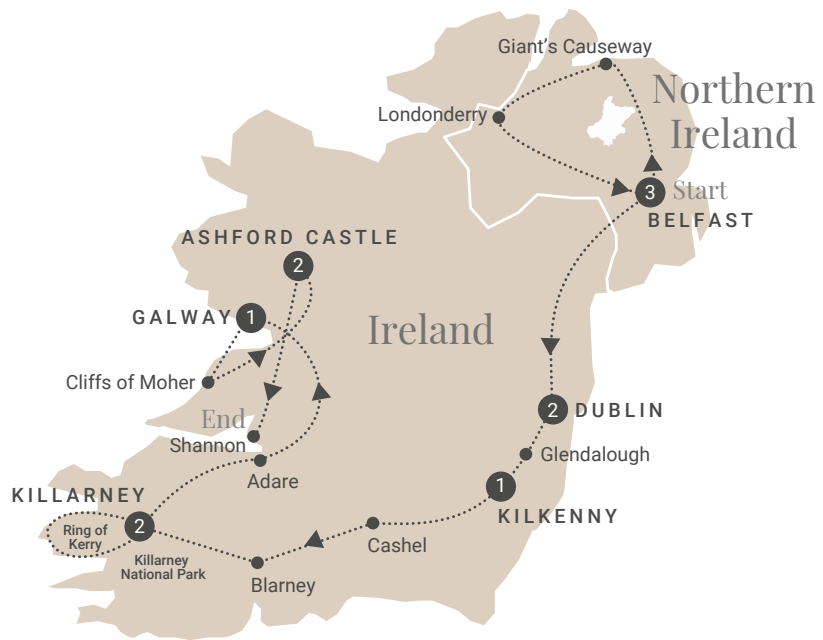 Giant's Causeway
Northern
Ireland
Londonderry
3
Start
BELFAST
ASHFORD CASTLE
2
GALWAY
1
Ireland
Cliffs of Moher
End
Shannon
2
DUBLIN
Glendalough
Adare
1
KILKENNY
KILLARNEY
2
Ring of
Kerry
Killarney
National Park
Cashel
Blarney